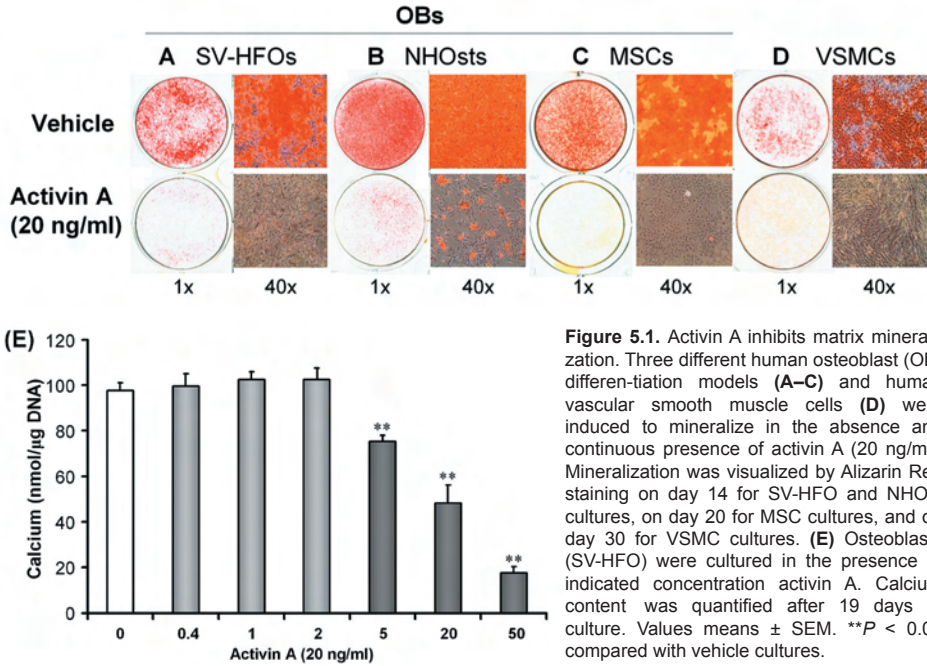 OBs
A SV-HFOs B NHOsts C MSCs D VSMCs
Vehicle
Activin A
(20 ng/ml)
1x 40x 1x 40x 1x 40x 1x 40x
(E)
Calcium (nmol/µg DNA)
120
100
80
60
40
20
0
**
**
**
0 0.4 1 2 5 20 50
Activin A (20 ng/ml)
Figure 5.1. Activin A inhibits matrix minera
zation. Three different human osteoblast (OB
differen-tiation models (A–C) and huma
vascular smooth muscle cells (D) we
induced to mineralize in the absence an
continuous presence of activin A (20 ng/m
Mineralization was visualized by Alizarin Re
staining on day 14 for SV-HFO and NHO
cultures, on day 20 for MSC cultures, and o
day 30 for VSMC cultures. (E) Osteoblas
(SV-HFO) were cultured in the presence
indicated concentration activin A. Calciu
content was quantified after 19 days
culture. Values means ± SEM. **P < 0.0
compared with vehicle cultures.